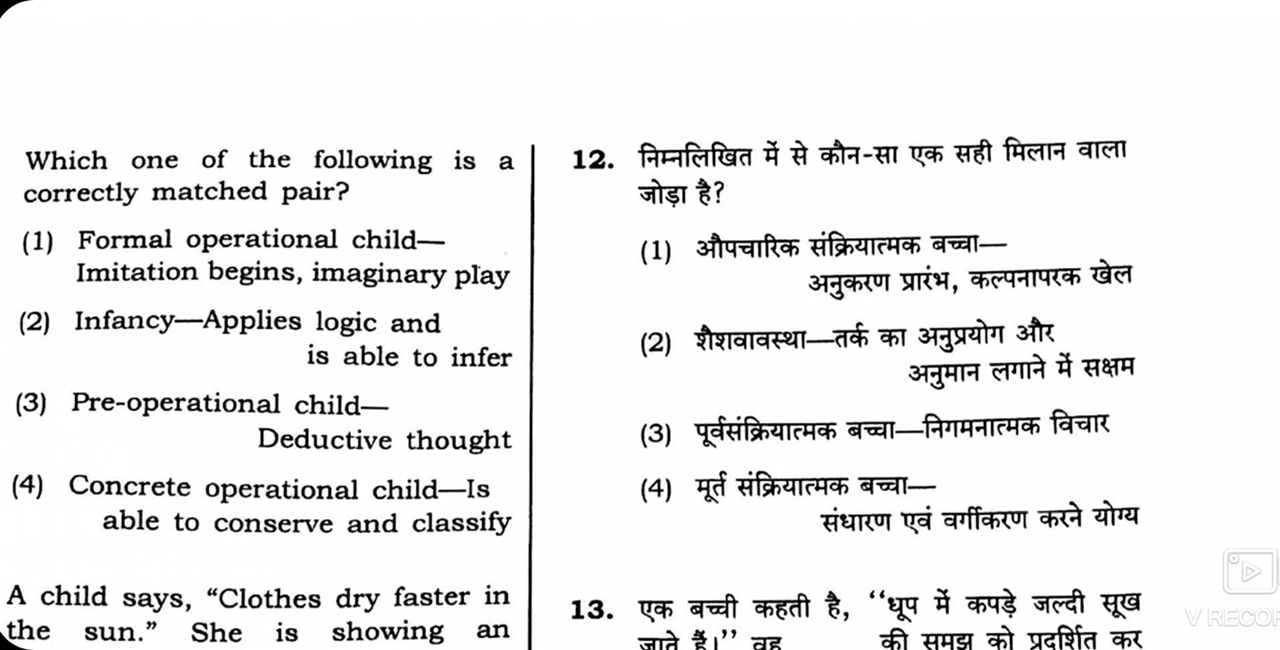 Which one of the following is a
correctly matched pair?
(1) Formal operational child—
Imitation begins, imaginary play
(2) Infancy—Applies logic and
is able to infer
(3) Pre-operational child—
Deductive thought
(4) Concrete operational child—Is
able to conserve and classify
A child says, “Clothes dry faster in
the sun.” She is showing an
12. निम्नलिखित में से कौन-सा एक सही मिलान वाला
जोड़ा है?
(1) औपचारिक संक्रियात्मक बच्चा—
अनुकरण प्रारंभ, कल्पनापरक खेल
(2) शैशवावस्था—तर्क का अनुप्रयोग और
अनुमान लगाने में सक्षम
(3) पूर्वसंक्रियात्मक बच्चा—निगमनात्मक विचार
(4) मूर्त संक्रियात्मक बच्चा—
संधारण एवं वर्गीकरण करने योग्य
13. एक बच्ची कहती है, ‘‘धूप में कपड़े जल्दी सूख
जाते हैं।’’ वह की समझ को प्रदर्शित कर
V RECOR